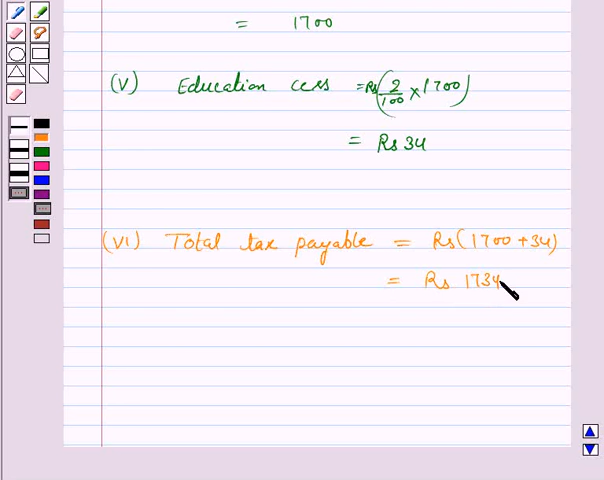 = 1700
(V) Education cess = Rs(2/100 × 1700)
= Rs 34
(VI) Total tax payable = Rs(1700+34)
= Rs 1734